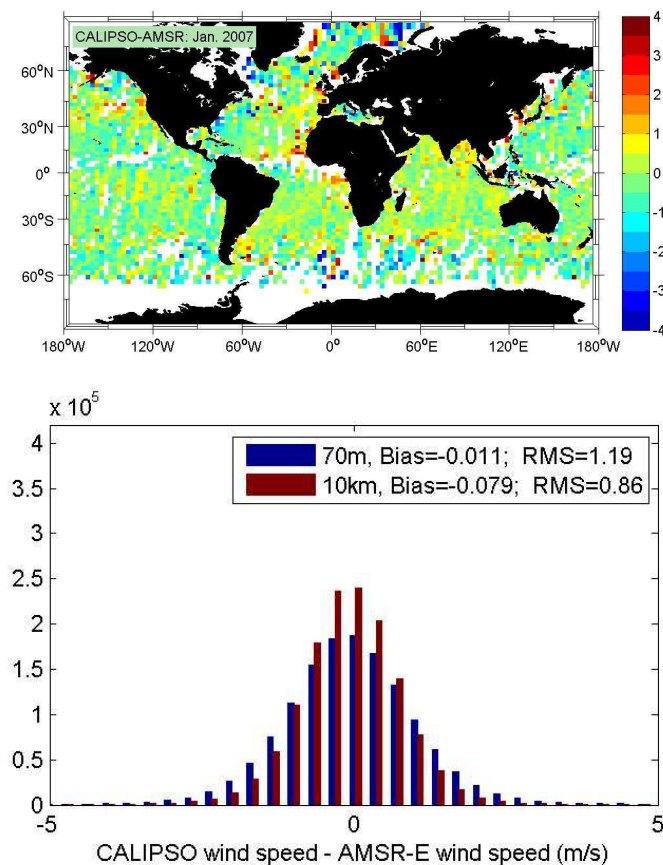 CALIPSO-AMSR: Jan. 2007
60°N
30°N
0°
30°S
60°S
180°W 120°W 60°W 0° 60°E 120°E 180°W
4
3
2
1
0
-1
-2
-3
-4
x 10^5
4
3.5
3
2.5
2
1.5
1
0.5
0
70m, Bias=-0.011; RMS=1.19
10km, Bias=-0.079; RMS=0.86
-5 0 5
CALIPSO wind speed - AMSR-E wind speed (m/s)